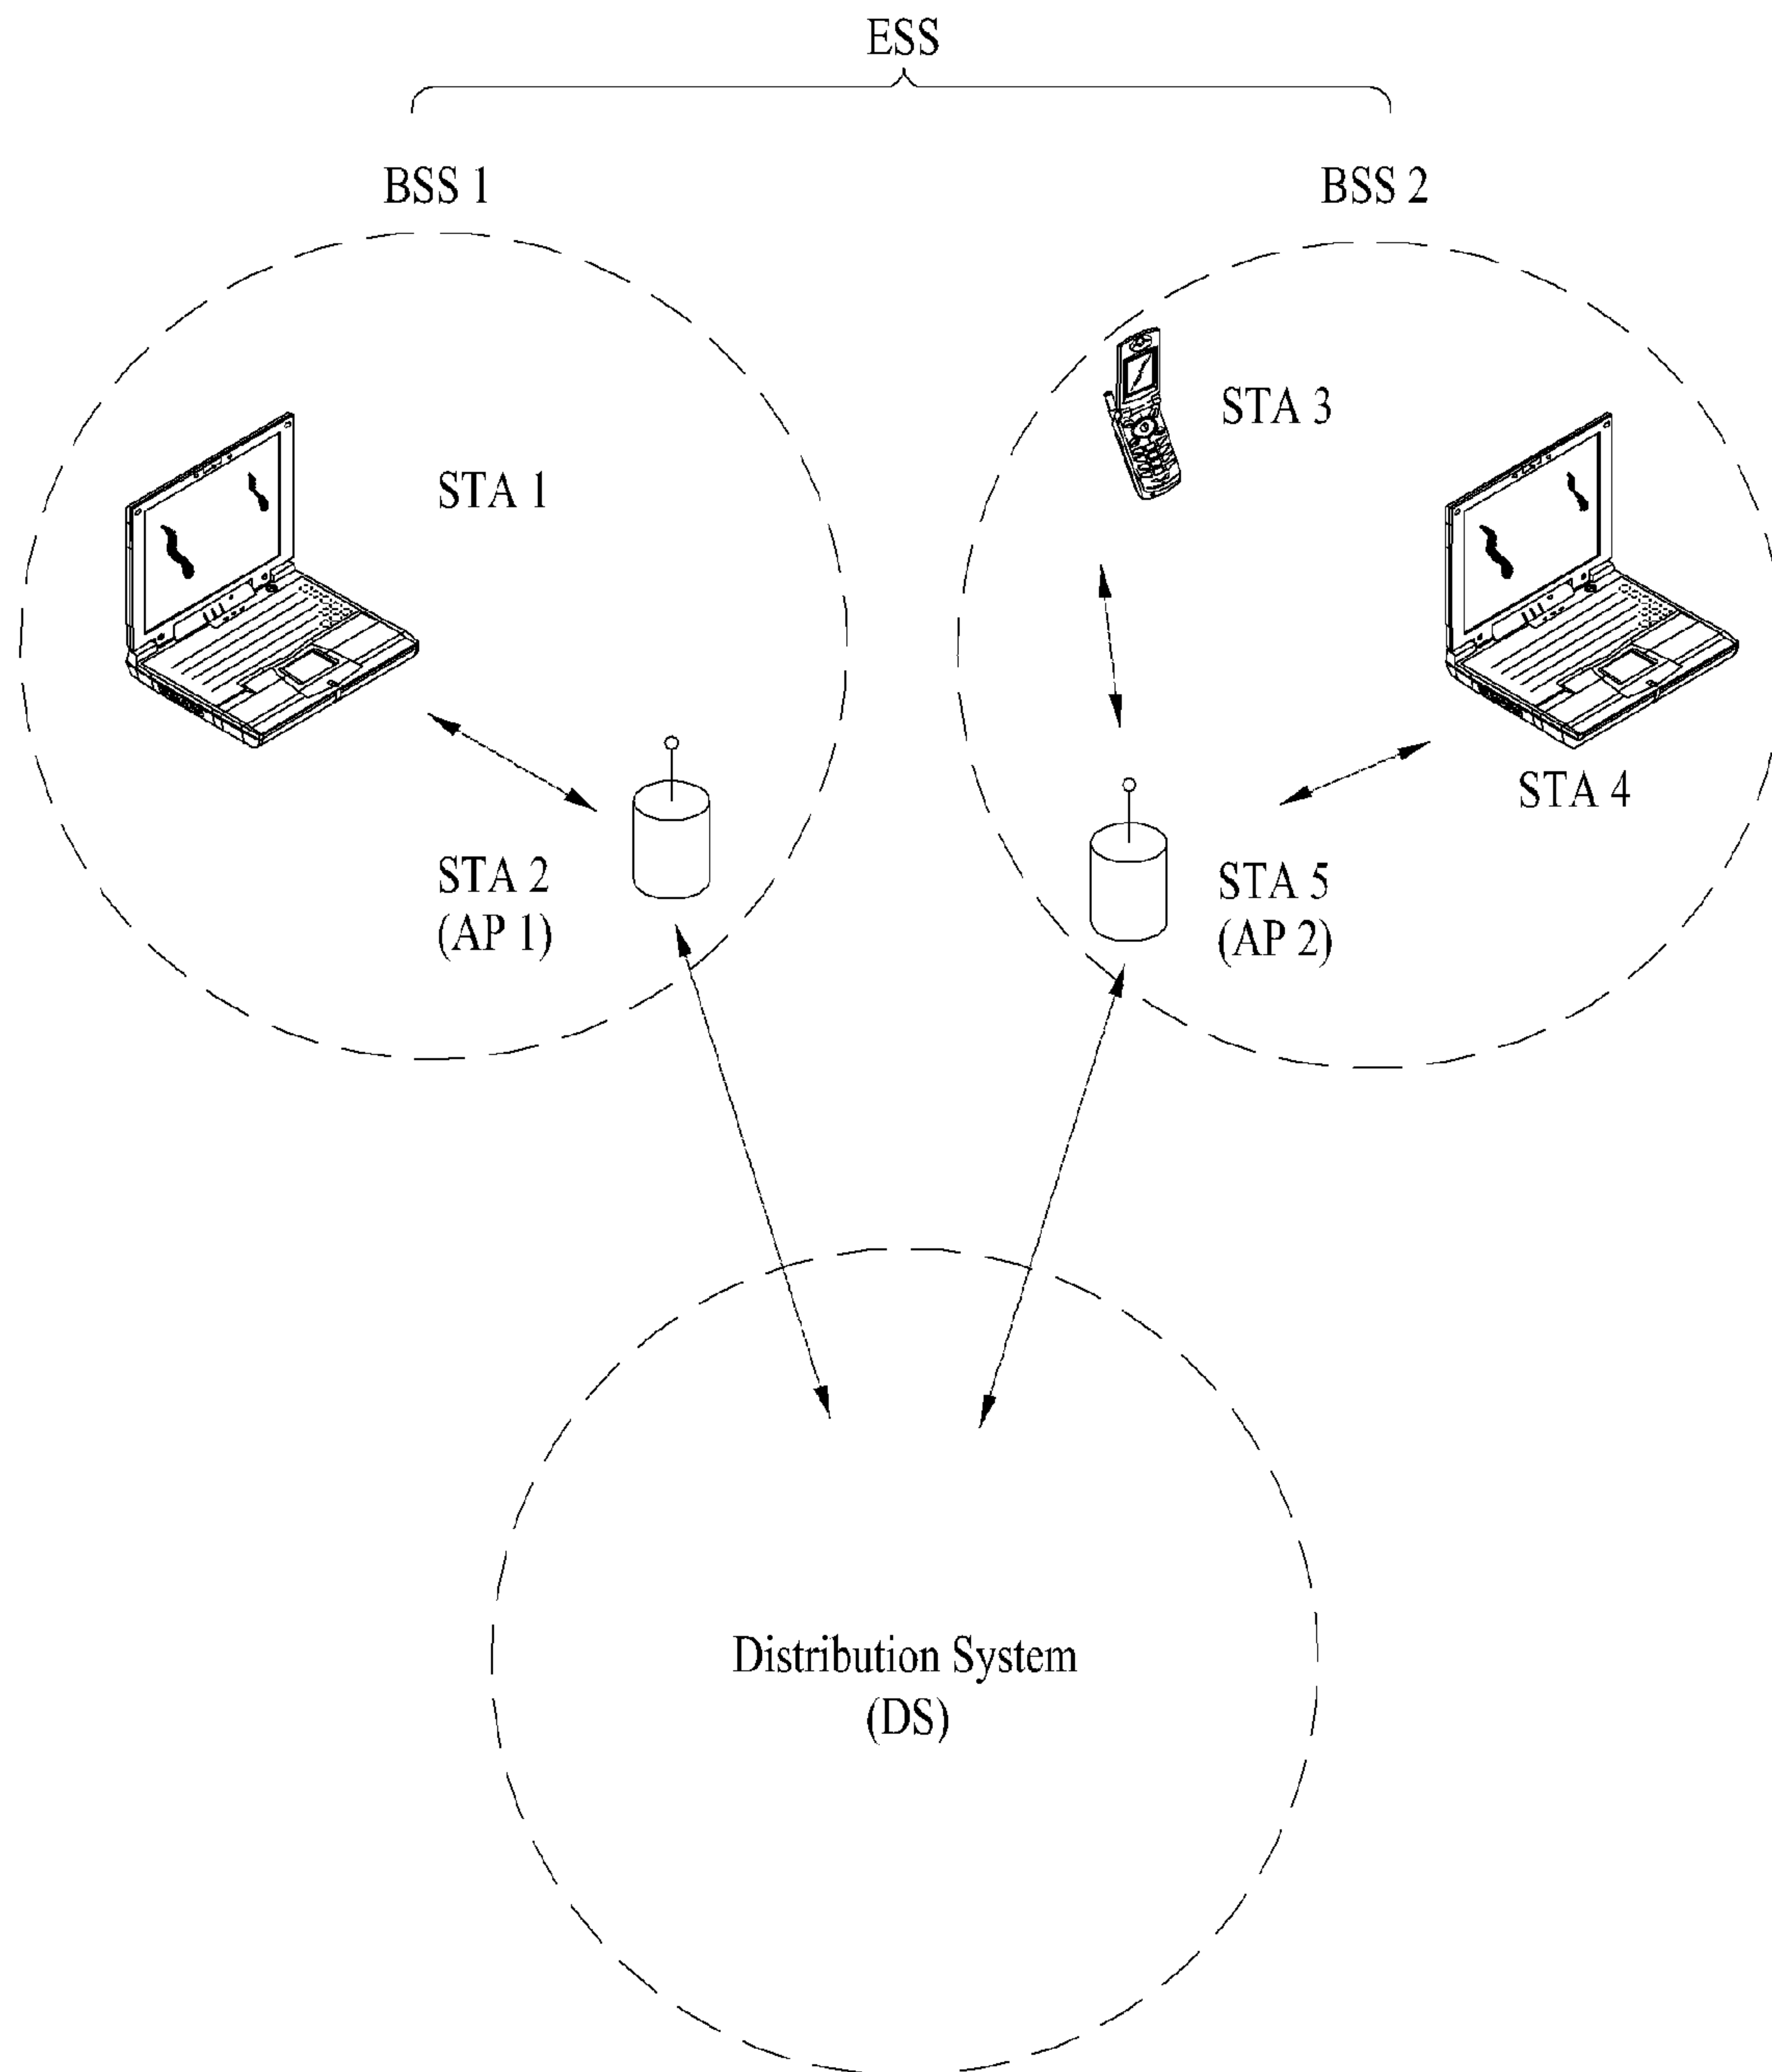 ESS
BSS 1
BSS 2
STA 3
STA 1
STA 4
STA 2
(AP 1)
STA 5
(AP 2)
Distribution System
(DS)